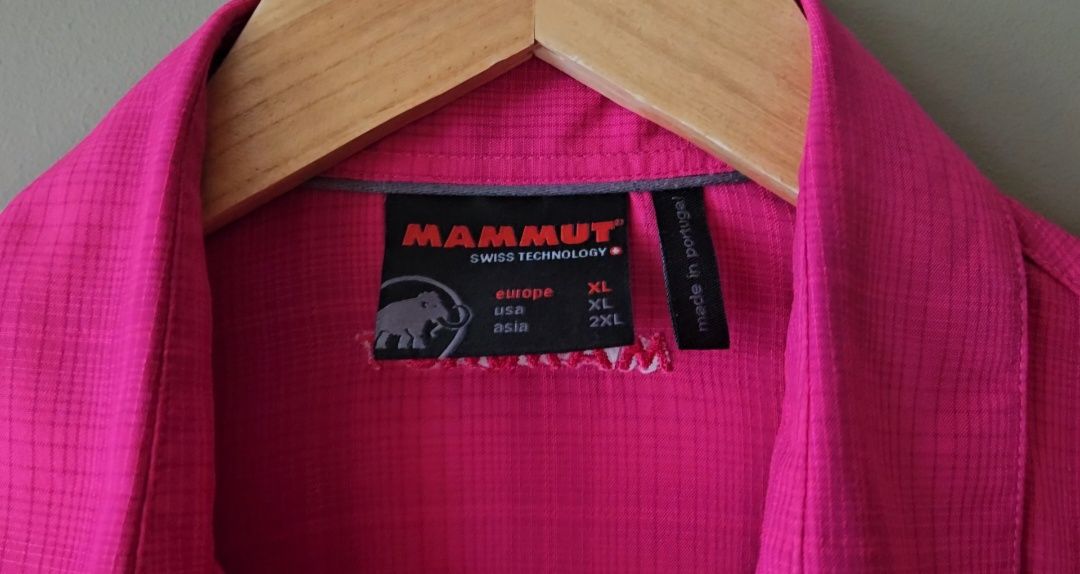 MAMMUT®
SWISS TECHNOLOGY
europe XL
usa XL
asia 2XL
made in portugal